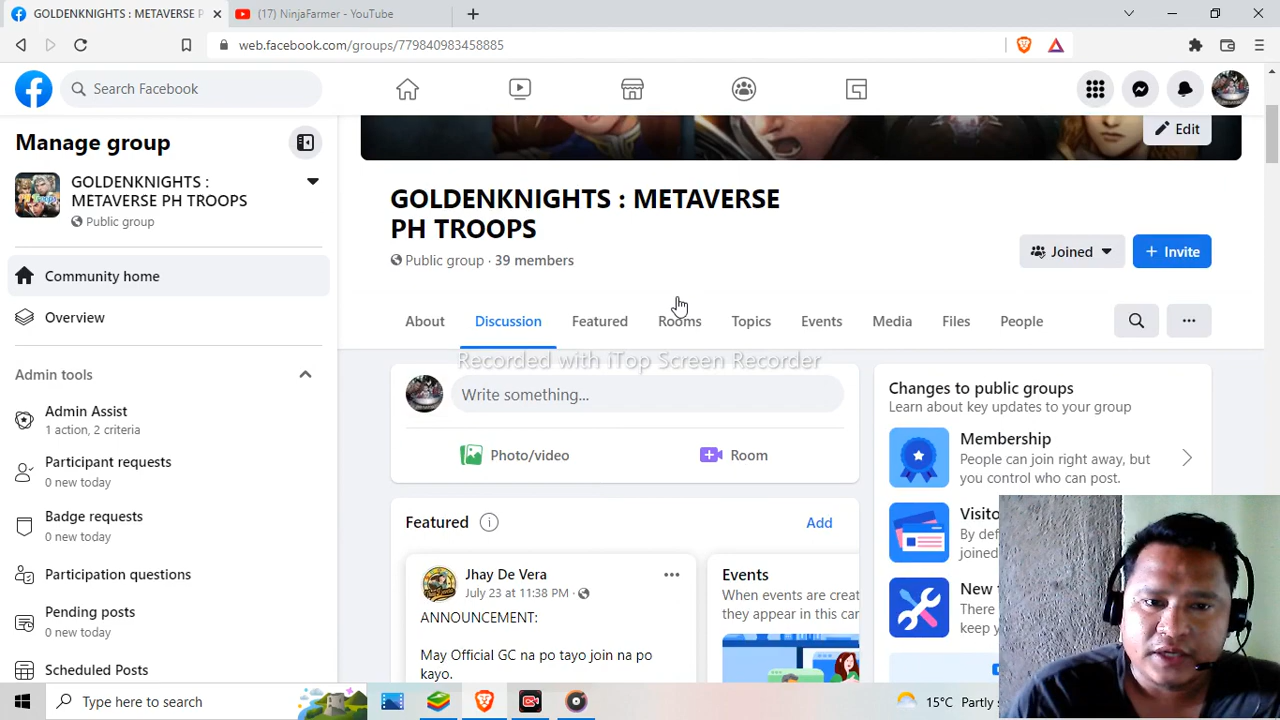 GOLDENKNIGHTS : METAVERSE P
(17) NinjaFarmer - YouTube
web.facebook.com/groups/779840983458885
Search Facebook
Manage group
GOLDENKNIGHTS :
METAVERSE PH TROOPS
Public group
Community home
Overview
Admin tools
Admin Assist
1 action, 2 criteria
Participant requests
0 new today
Badge requests
0 new today
Participation questions
Pending posts
0 new today
Scheduled Posts
Edit
GOLDENKNIGHTS : METAVERSE
PH TROOPS
Public group · 39 members
Joined
+ Invite
About
Discussion
Featured
Rooms
Topics
Events
Media
Files
People
Recorded with iTop Screen Recorder
Write something...
Photo/video
Room
Featured
Add
Jhay De Vera
July 23 at 11:38 PM ·
ANNOUNCEMENT:
May Official GC na po tayo join na po
kayo.
Events
When events are creat
they appear in this car
Changes to public groups
Learn about key updates to your group
Membership
People can join right away, but
you control who can post.
Visito
By def
joined
New
There
keep y
Type here to search
15°C Partly s